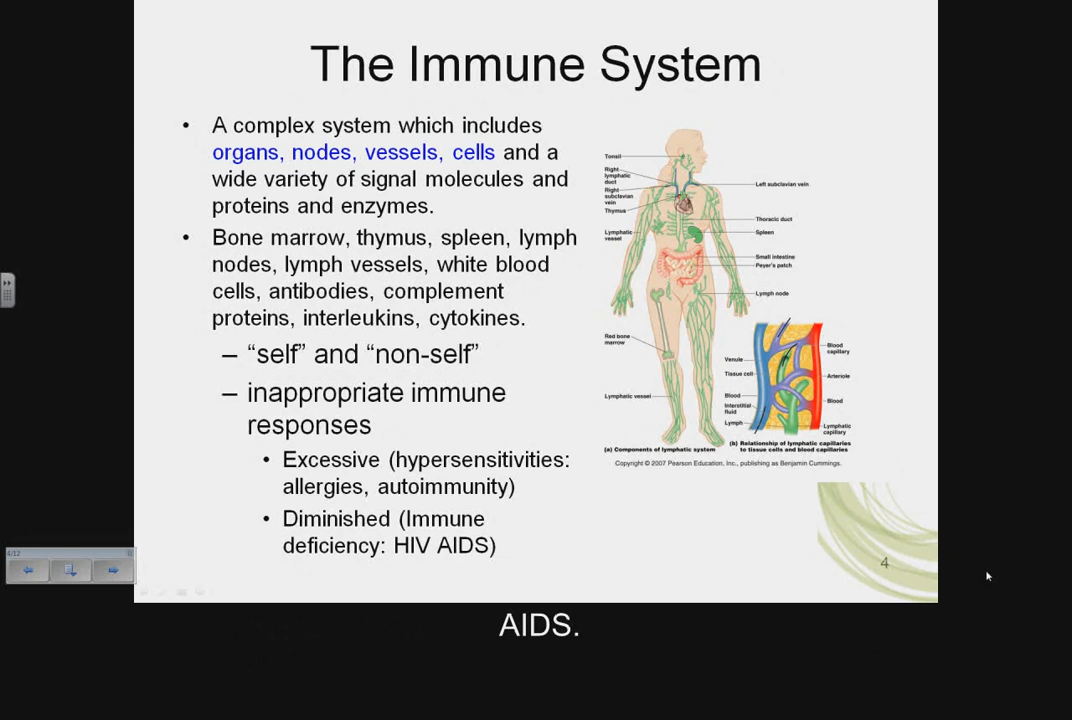 The Immune System
• A complex system which includes
organs, nodes, vessels, cells and a
wide variety of signal molecules and
proteins and enzymes.
• Bone marrow, thymus, spleen, lymph
nodes, lymph vessels, white blood
cells, antibodies, complement
proteins, interleukins, cytokines.
– “self” and “non-self”
– inappropriate immune
responses
• Excessive (hypersensitivities:
allergies, autoimmunity)
• Diminished (Immune
deficiency: HIV AIDS)
Tonsil
Right
lymphatic
duct
Right
subclavian
vein
Thymus
Lymphatic
vessel
Red bone
marrow
Lymphatic vessel
Left subclavian vein
Thoracic duct
Spleen
Small intestine
Peyer's patch
Lymph node
Venule
Tissue cell
Blood
Interstitial
fluid
Lymph
Blood
capillary
Arteriole
Blood
Lymphatic
capillary
(a) Components of lymphatic system
(b) Relationship of lymphatic capillaries
to tissue cells and blood capillaries
Copyright © 2007 Pearson Education, Inc., publishing as Benjamin Cummings.
4
4/12
AIDS.